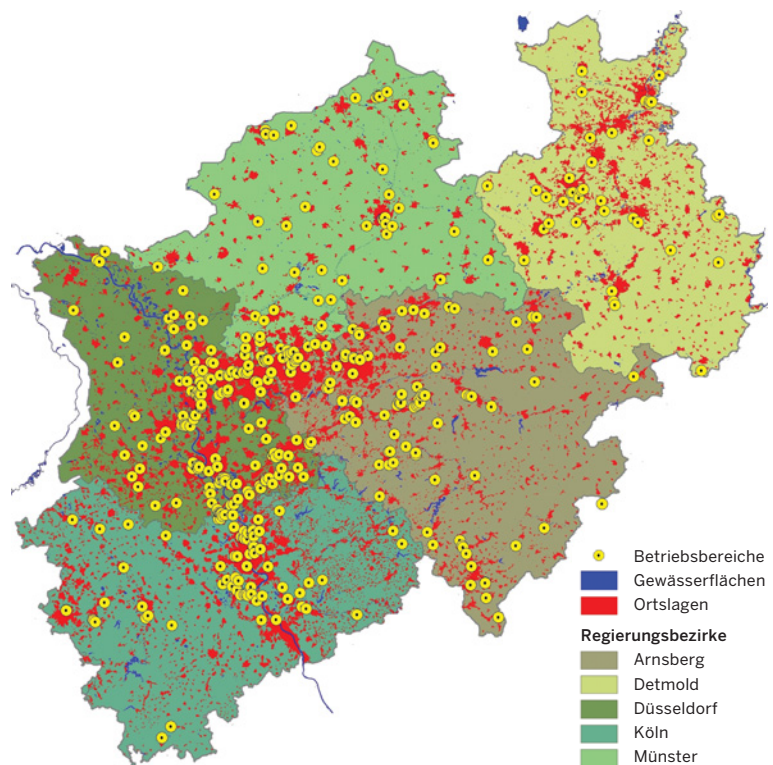 Betriebsbereiche
Gewässerflächen
Ortslagen
Regierungsbezirke
Arnsberg
Detmold
Düsseldorf
Köln
Münster